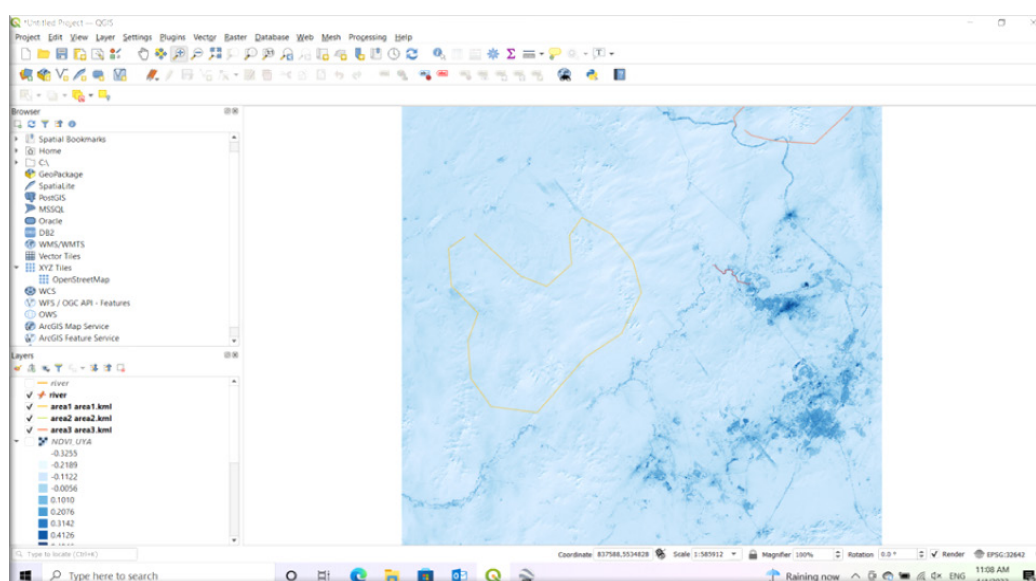 *Untitled Project — QGIS
Project Edit View Layer Settings Plugins Vector Raster Database Web Mesh Processing Help
Browser
Spatial Bookmarks
Home
C:\
GeoPackage
SpatiaLite
PostGIS
MSSQL
Oracle
DB2
WMS/WMTS
Vector Tiles
XYZ Tiles
OpenStreetMap
WCS
WFS / OGC API - Features
OWS
ArcGIS Map Service
ArcGIS Feature Service
Layers
river
river
area1 area1.kml
area2 area2.kml
area3 area3.kml
-0.3255
-0.2189
-0.1122
-0.0056
0.1010
0.2076
0.3142
0.4126
Type to locate (Ctrl+K)
Coordinate 837588,5534828 Scale 1:585912 Magnifier 100% Rotation 0.0 ° Render EPSG:32642
Type here to search
Raining now ENG 11:08 AM